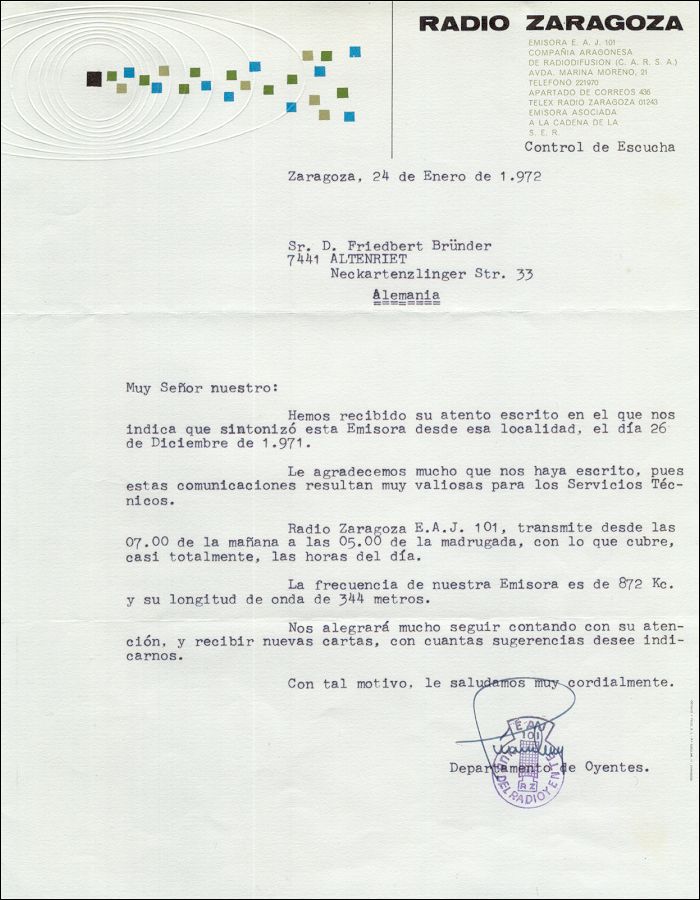 RADIO ZARAGOZA
EMISORA E. A. J. 101
COMPAÑIA ARAGONESA
DE RADIODIFUSION (C. A. R. S. A.)
AVDA. MARINA MORENO, 21
TELEFONO 221970
APARTADO DE CORREOS 436
TELEX RADIO ZARAGOZA 01243
EMISORA ASOCIADA
A LA CADENA DE LA
S. E. R.
Control de Escucha
Zaragoza, 24 de Enero de 1.972
Sr. D. Friedbert Bründer
7441 ALTENRIET
Neckartenzlinger Str. 33
Alemania
Muy Señor nuestro:
Hemos recibido su atento escrito en el que nos
indica que sintonizó esta Emisora desde esa localidad, el día 26
de Diciembre de 1.971.
Le agradecemos mucho que nos haya escrito, pues
estas comunicaciones resultan muy valiosas para los Servicios Téc-
nicos.
Radio Zaragoza E.A.J. 101, transmite desde las
07.00 de la mañana a las 05.00 de la madrugada, con lo que cubre,
casi totalmente, las horas del día.
La frecuencia de nuestra Emisora es de 872 Kc.
y su longitud de onda de 344 metros.
Nos alegrará mucho seguir contando con su aten-
ción, y recibir nuevas cartas, con cuantas sugerencias desee indi-
carnos.
Con tal motivo, le saludamos muy cordialmente.
101
Departamento de Oyentes.
RZ
DEL RADIOYENTE